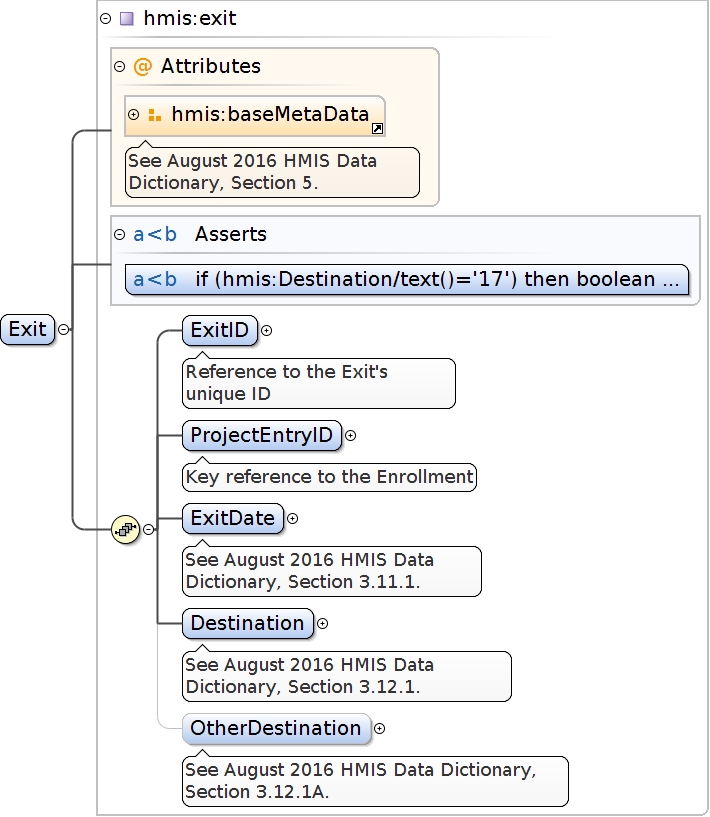 hmis:exit
@ Attributes
hmis:baseMetaData
See August 2016 HMIS Data
Dictionary, Section 5.
a<b Asserts
a<b if (hmis:Destination/text()='17') then boolean ...
Exit
ExitID
Reference to the Exit's
unique ID
ProjectEntryID
Key reference to the Enrollment
ExitDate
See August 2016 HMIS Data
Dictionary, Section 3.11.1.
Destination
See August 2016 HMIS Data
Dictionary, Section 3.12.1.
OtherDestination
See August 2016 HMIS Data Dictionary,
Section 3.12.1A.